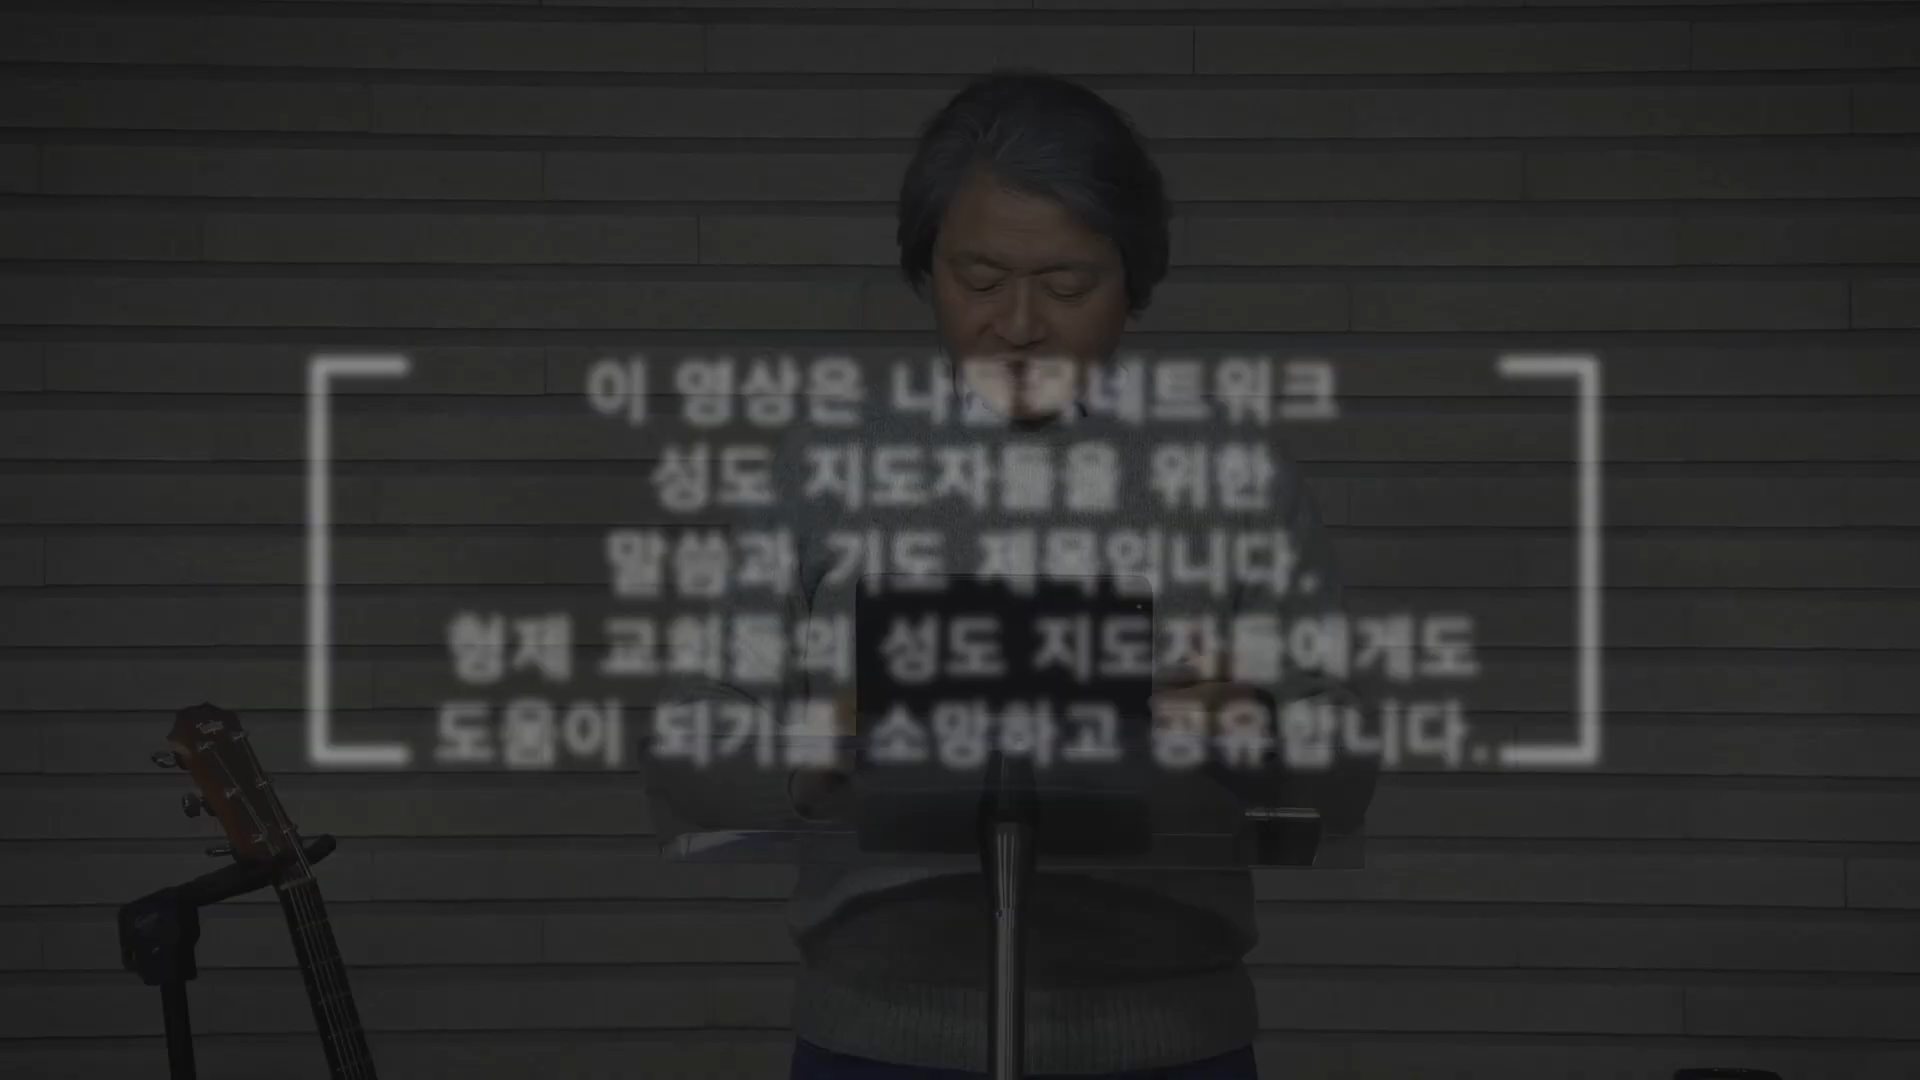 이 영상은
성도 지도자들을 위한
말씀과 기도 제목입니다.
형제 교회들의 성도 지도자들에게도
도움이 되기를 소망하고 공유합니다.